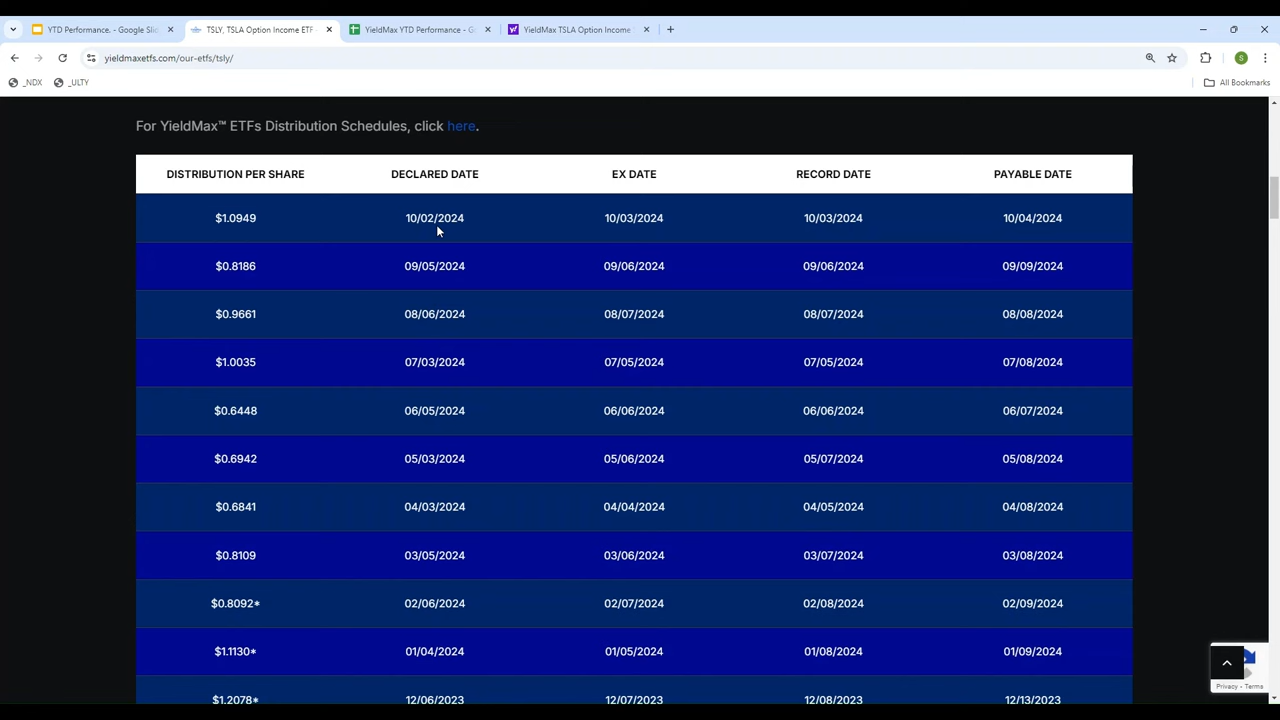 YTD Performance. - Google Slid
TSLY, TSLA Option Income ETF -
YieldMax YTD Performance - Go
YieldMax TSLA Option Income
yieldmaxetfs.com/our-etfs/tsly/
S
_NDX
_ULTY
All Bookmarks
For YieldMax™ ETFs Distribution Schedules, click here.
DISTRIBUTION PER SHARE DECLARED DATE EX DATE RECORD DATE PAYABLE DATE
$1.0949 10/02/2024 10/03/2024 10/03/2024 10/04/2024
$0.8186 09/05/2024 09/06/2024 09/06/2024 09/09/2024
$0.9661 08/06/2024 08/07/2024 08/07/2024 08/08/2024
$1.0035 07/03/2024 07/05/2024 07/05/2024 07/08/2024
$0.6448 06/05/2024 06/06/2024 06/06/2024 06/07/2024
$0.6942 05/03/2024 05/06/2024 05/07/2024 05/08/2024
$0.6841 04/03/2024 04/04/2024 04/05/2024 04/08/2024
$0.8109 03/05/2024 03/06/2024 03/07/2024 03/08/2024
$0.8092* 02/06/2024 02/07/2024 02/08/2024 02/09/2024
$1.1130* 01/04/2024 01/05/2024 01/08/2024 01/09/2024
$1.2078* 12/06/2023 12/07/2023 12/08/2023 12/13/2023
Privacy - Terms